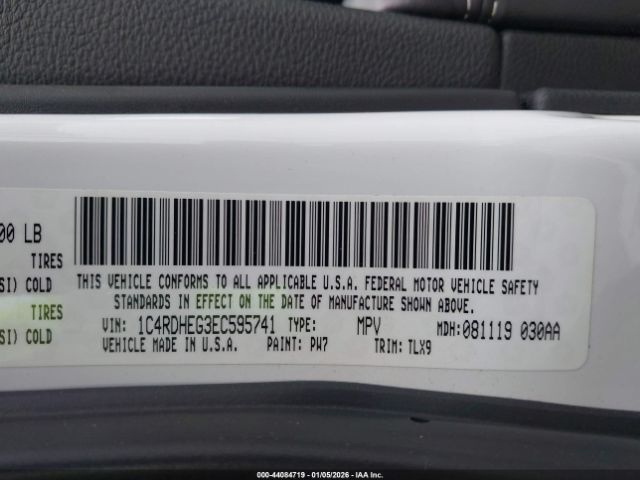 00 LB
TIRES
SI) COLD
TIRES
SI) COLD
THIS VEHICLE CONFORMS TO ALL APPLICABLE U.S.A. FEDERAL MOTOR VEHICLE SAFETY
STANDARDS IN EFFECT ON THE DATE OF MANUFACTURE SHOWN ABOVE.
VIN: 1C4RDHEG3EC595741 TYPE: MPV MDH: 081119 030AA
VEHICLE MADE IN U.S.A. PAINT: PW7 TRIM: TLX9
000-44084719 - 01/05/2026 - IAA Inc.